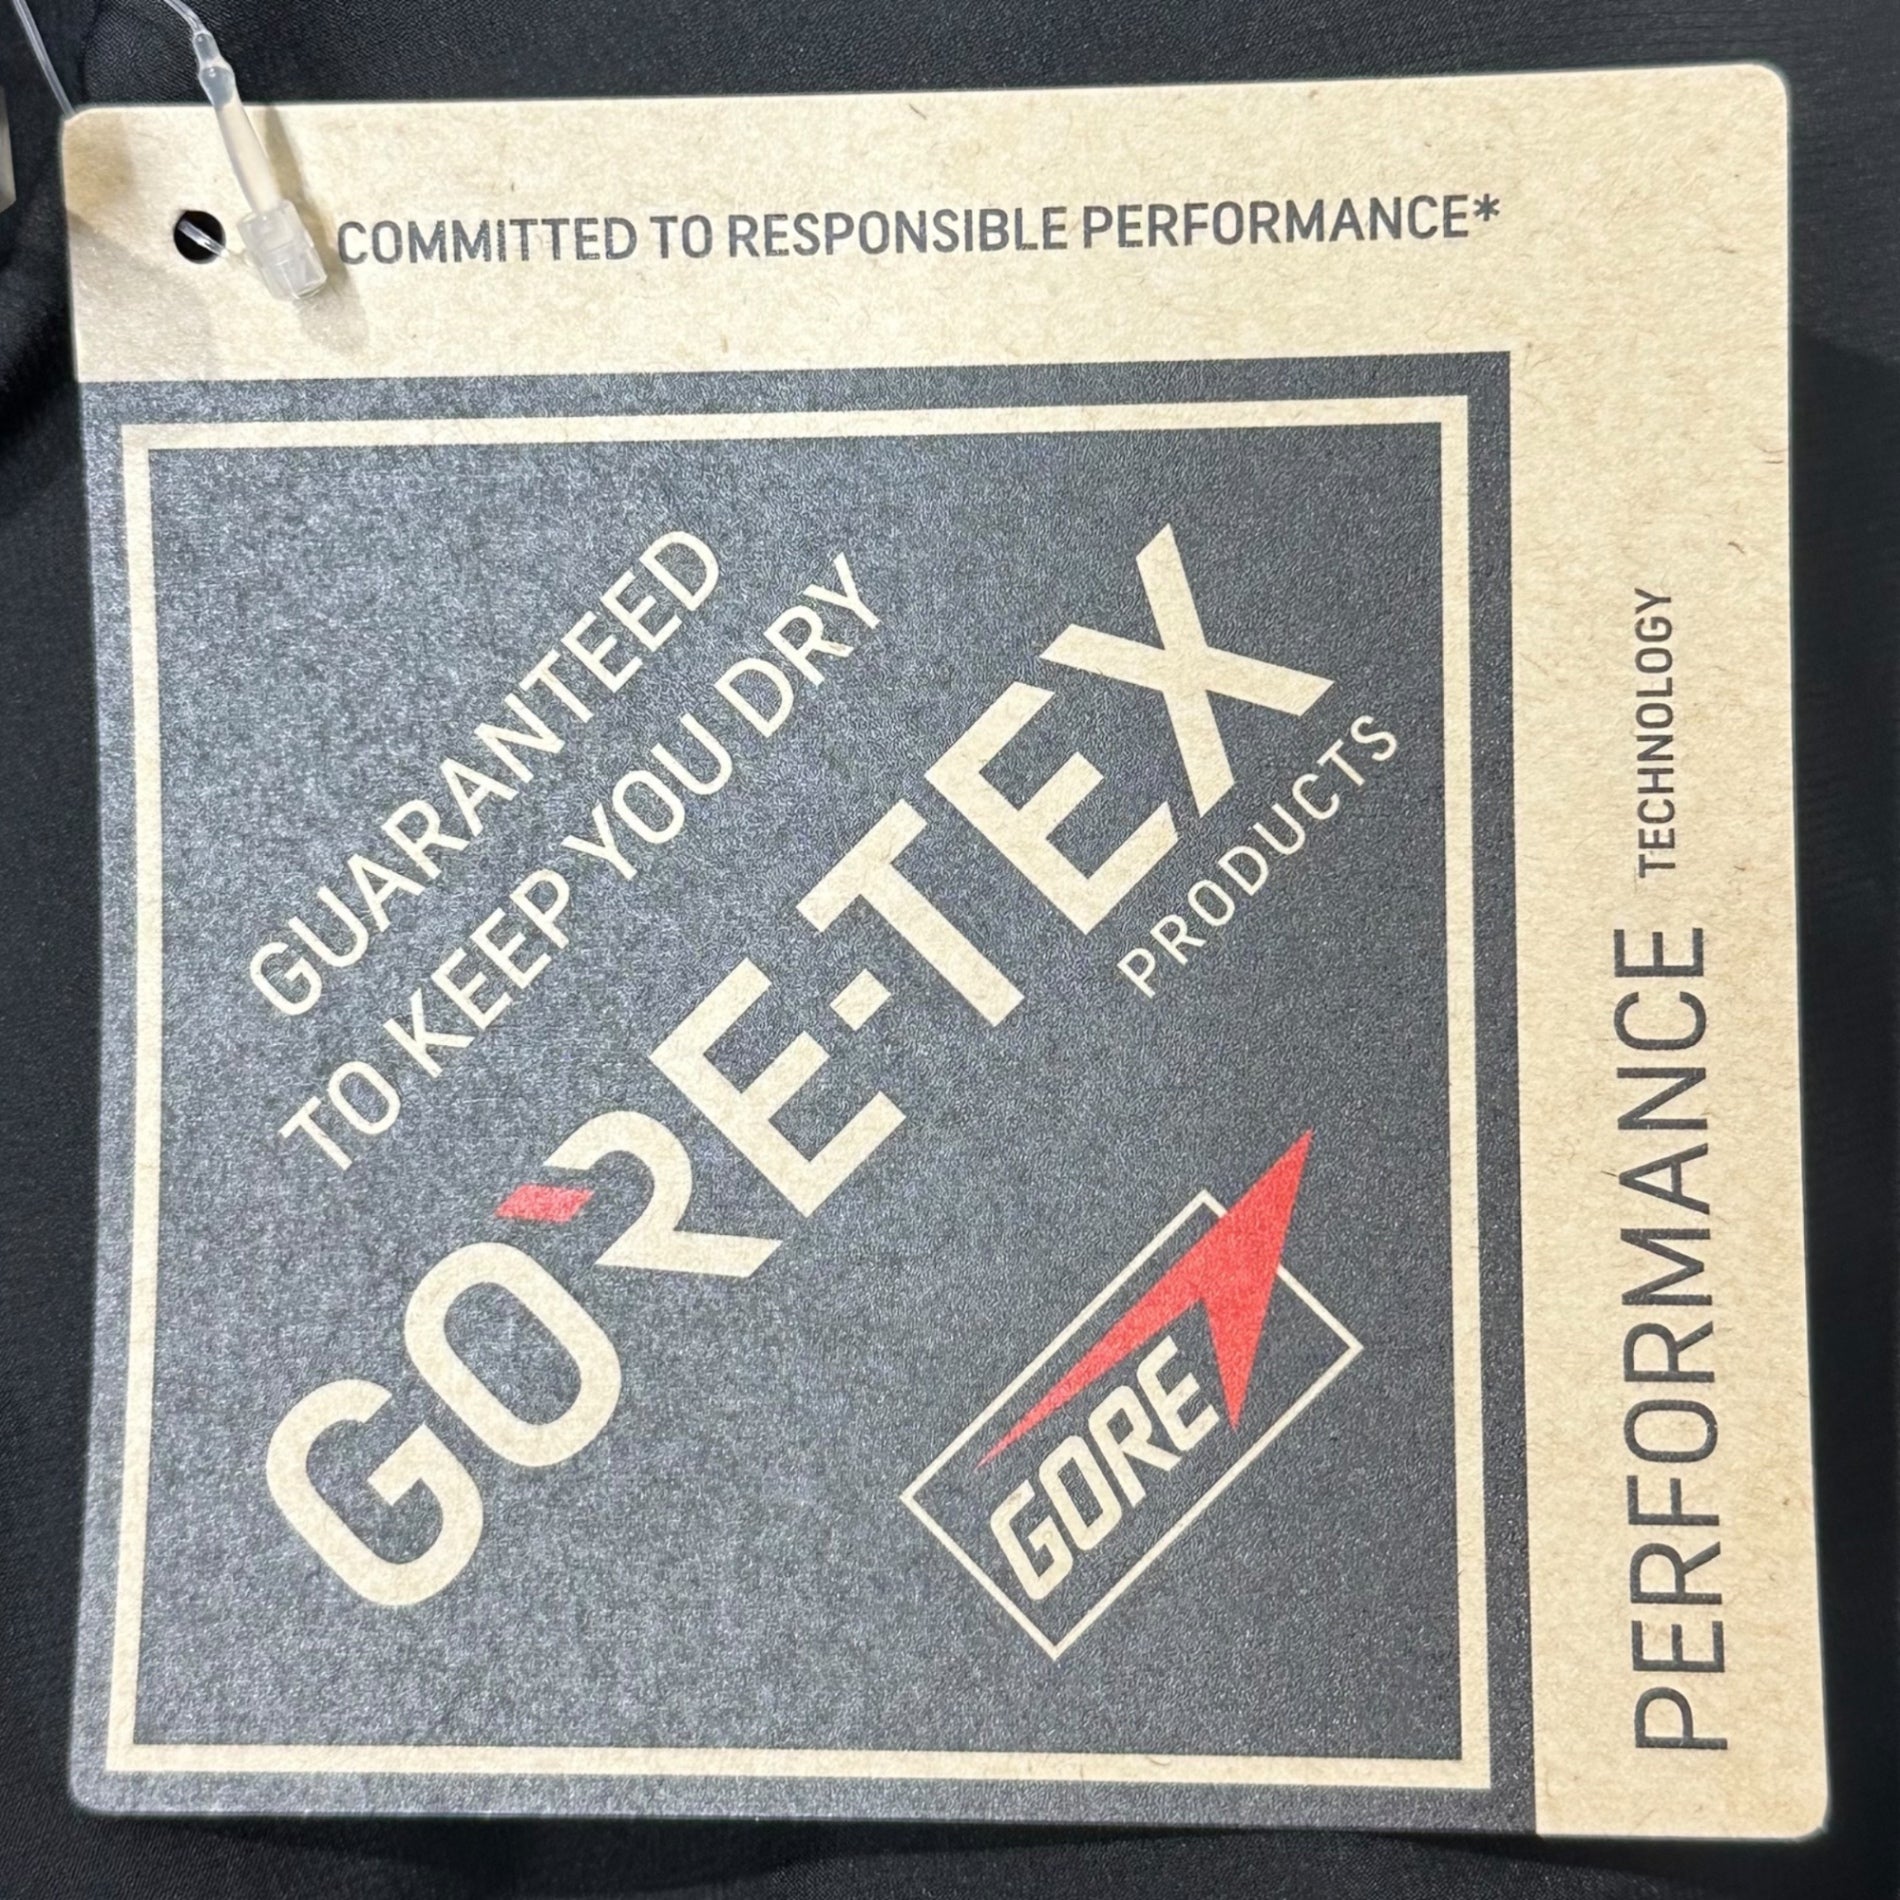 COMMITTED TO RESPONSIBLE PERFORMANCE*
GUARANTEED
TO KEEP YOU DRY
GORE-TEX
PRODUCTS
GORE
PERFORMANCE TECHNOLOGY